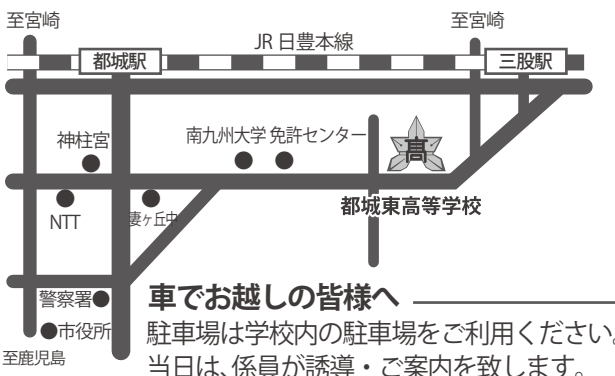 至宮崎
至宮崎
JR 日豊本線
都城駅
三股駅
神柱宮
南九州大学 免許センター
高
NTT
妻ケ丘中
都城東高等学校
警察署
市役所
至鹿児島
車でお越しの皆様へ
駐車場は学校内の駐車場をご利用ください。
当日は、係員が誘導・ご案内を致します。